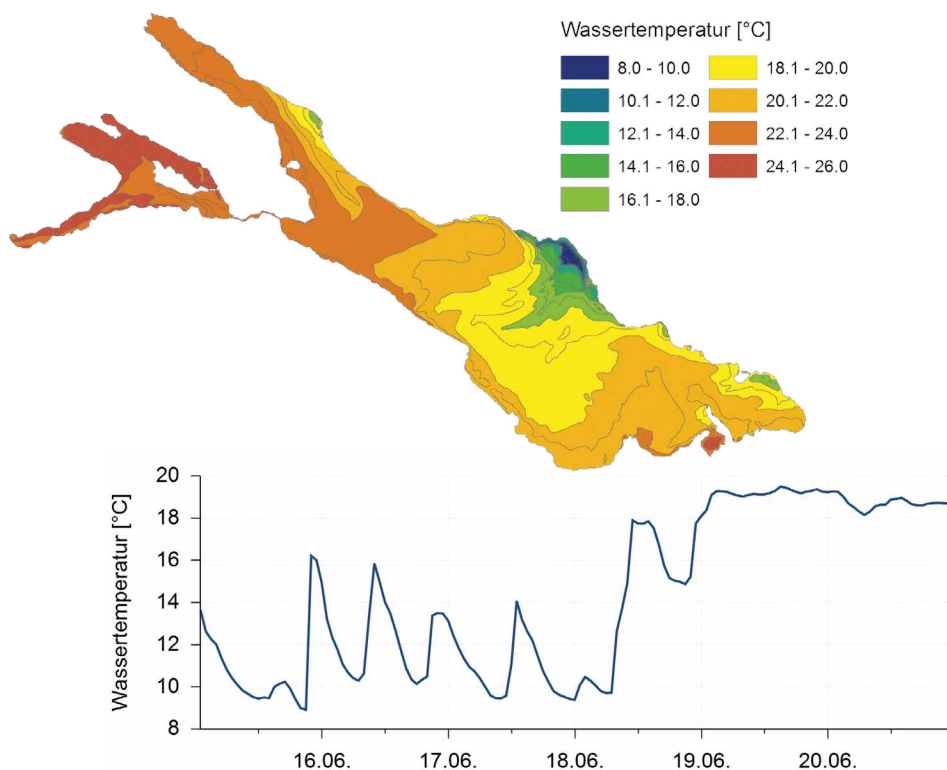 Wassertemperatur [°C]
8.0 - 10.0
10.1 - 12.0
12.1 - 14.0
14.1 - 16.0
16.1 - 18.0
18.1 - 20.0
20.1 - 22.0
22.1 - 24.0
24.1 - 26.0
Wassertemperatur [°C]
20
18
16
14
12
10
8
16.06.
17.06.
18.06.
19.06.
20.06.